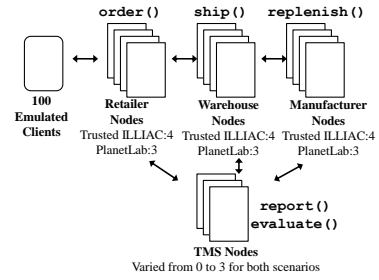 order() ship() replenish()
100
Emulated
Clients
Retailer
Nodes
Trusted ILLIAC:4
PlanetLab:3
Warehouse
Nodes
Trusted ILLIAC:4
PlanetLab:3
Manufacturer
Nodes
Trusted ILLIAC:4
PlanetLab:3
report()
evaluate()
TMS Nodes
Varied from 0 to 3 for both scenarios